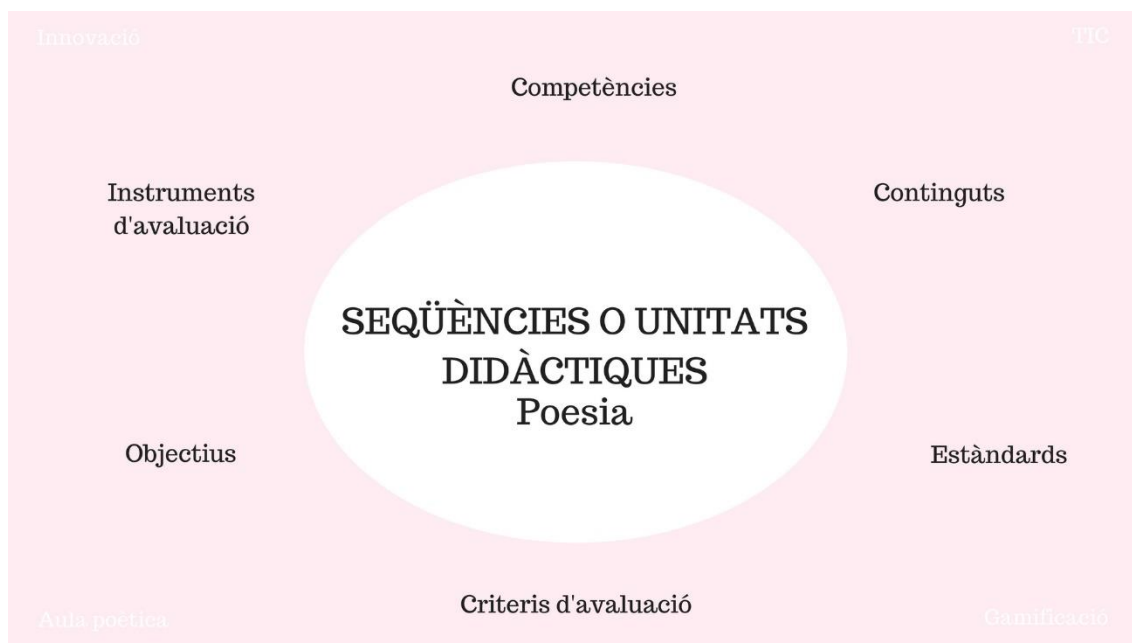 Innovació
TIC
Competències
Instruments
d'avaluació
Continguts
SEQÜÈNCIES O UNITATS
DIDÀCTIQUES
Poesia
Objectius
Estàndards
Criteris d'avaluació
Aula poètica
Gamificació